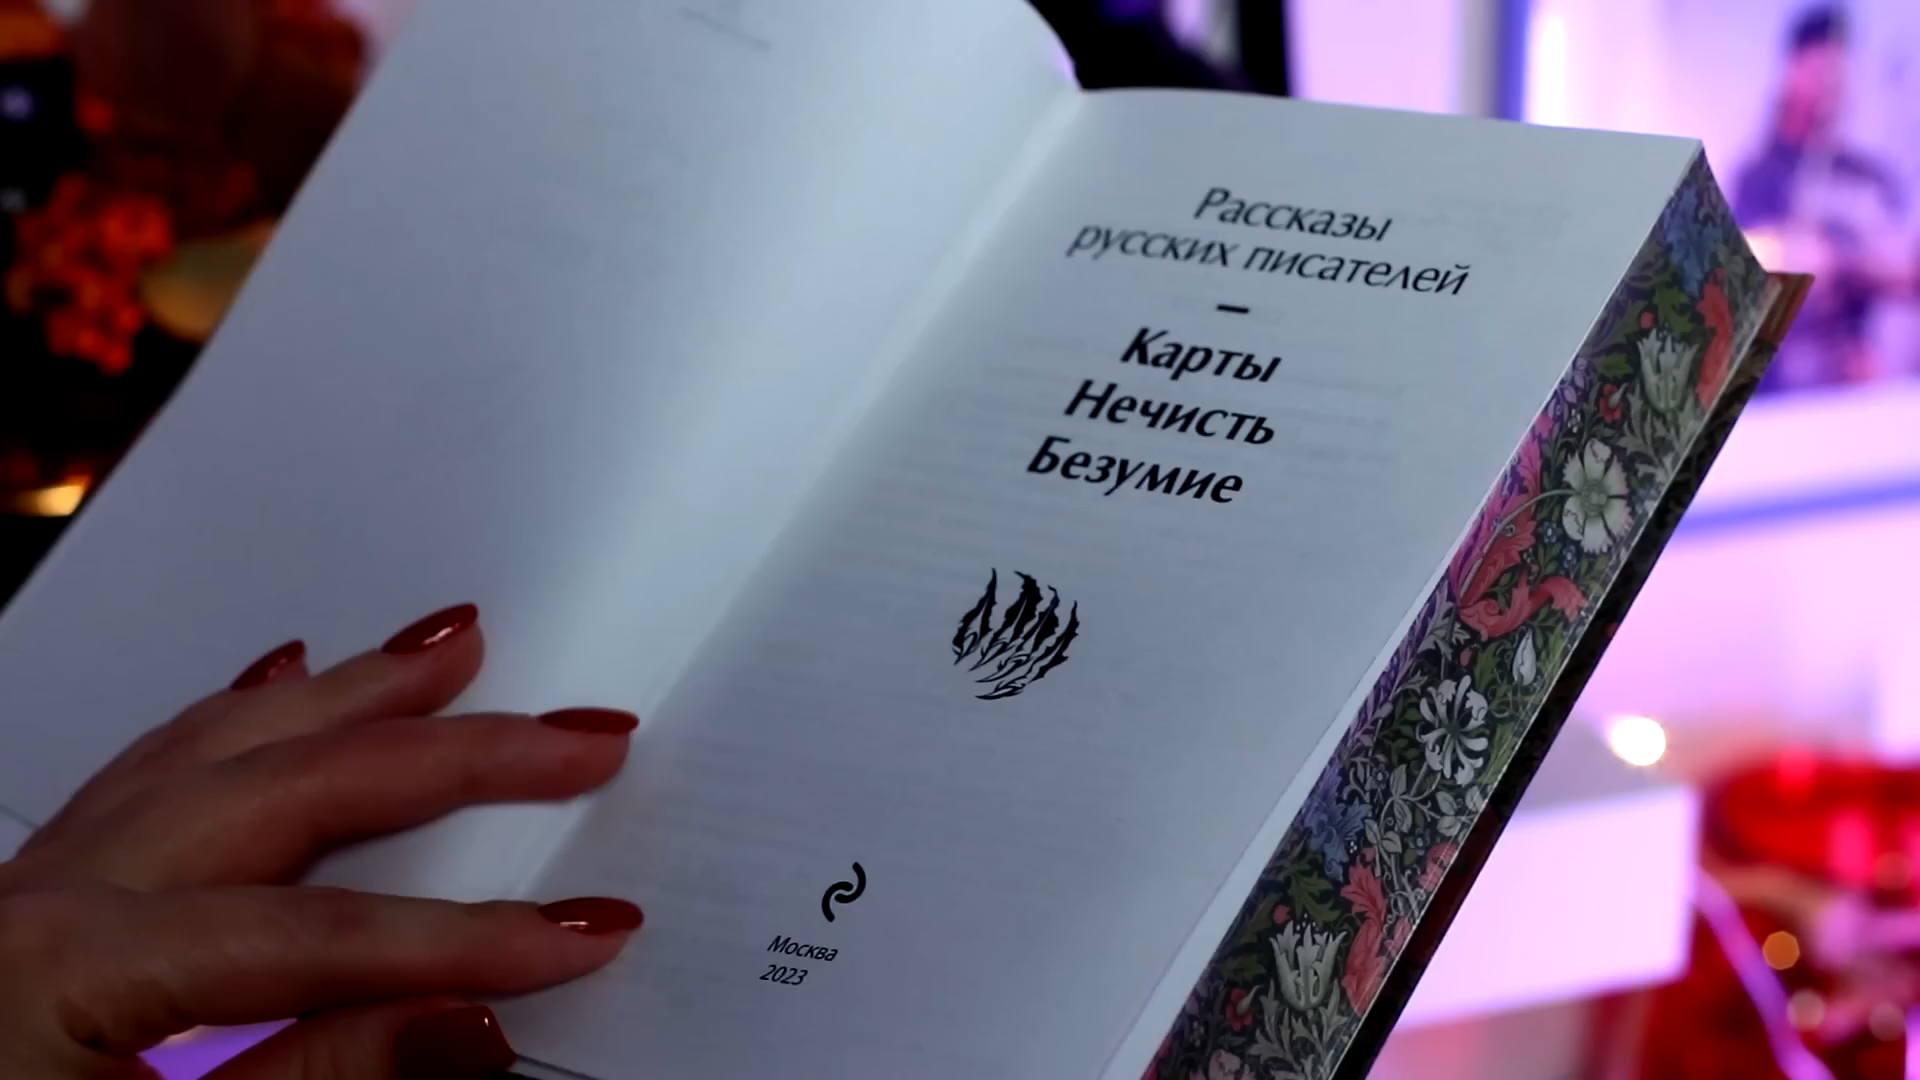 Рассказы
русских писателей
–
Карты
Нечисть
Безумие
Москва
2023